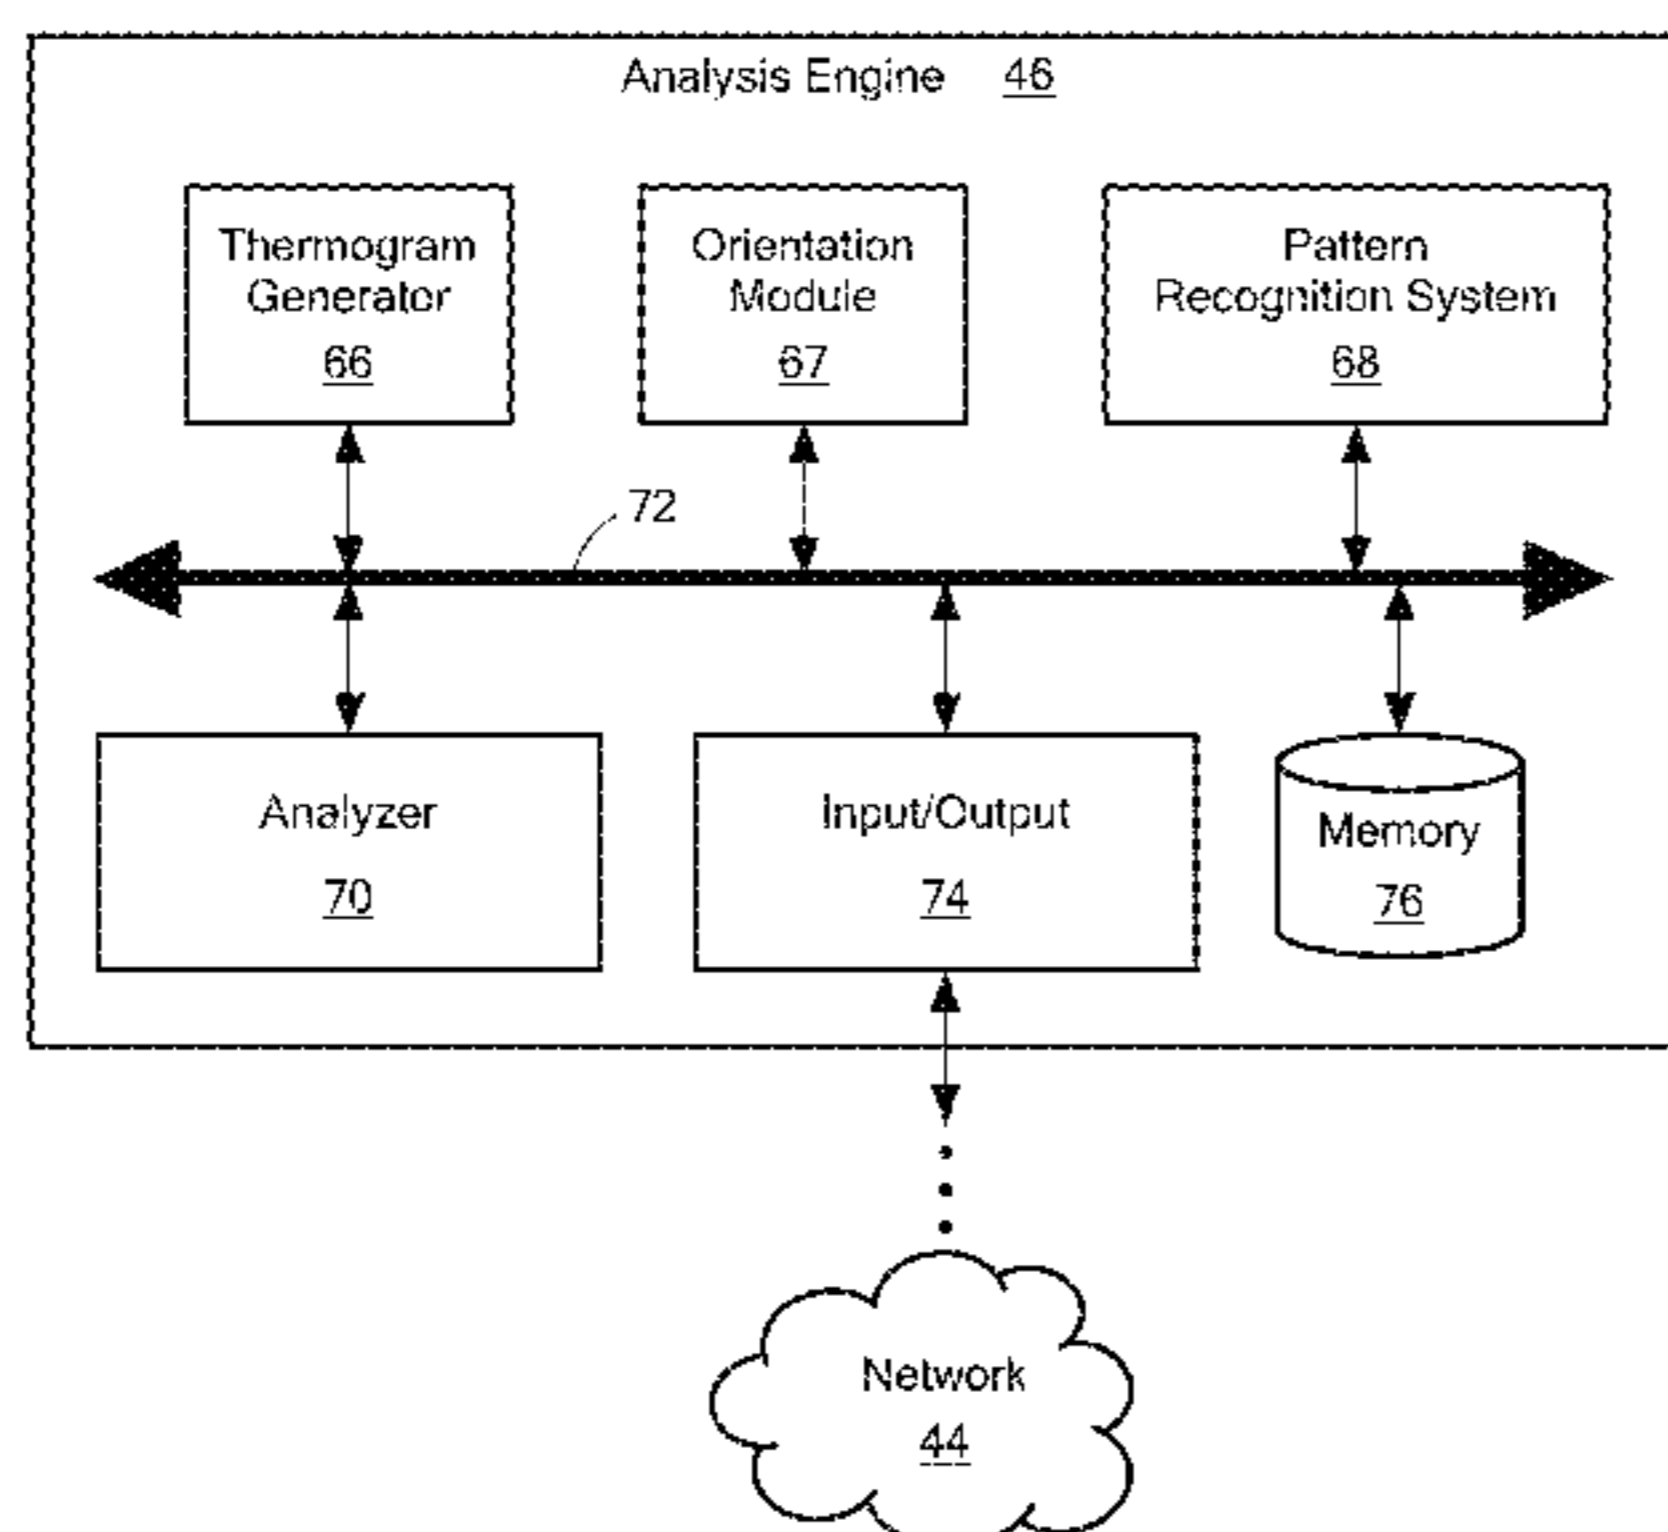 Analysis Engine 46
Thermogram
Generator
66
Orientation
Module
67
Pattern
Recognition System
68
72
Analyzer
70
Input/Output
74
Memory
76
Network
44